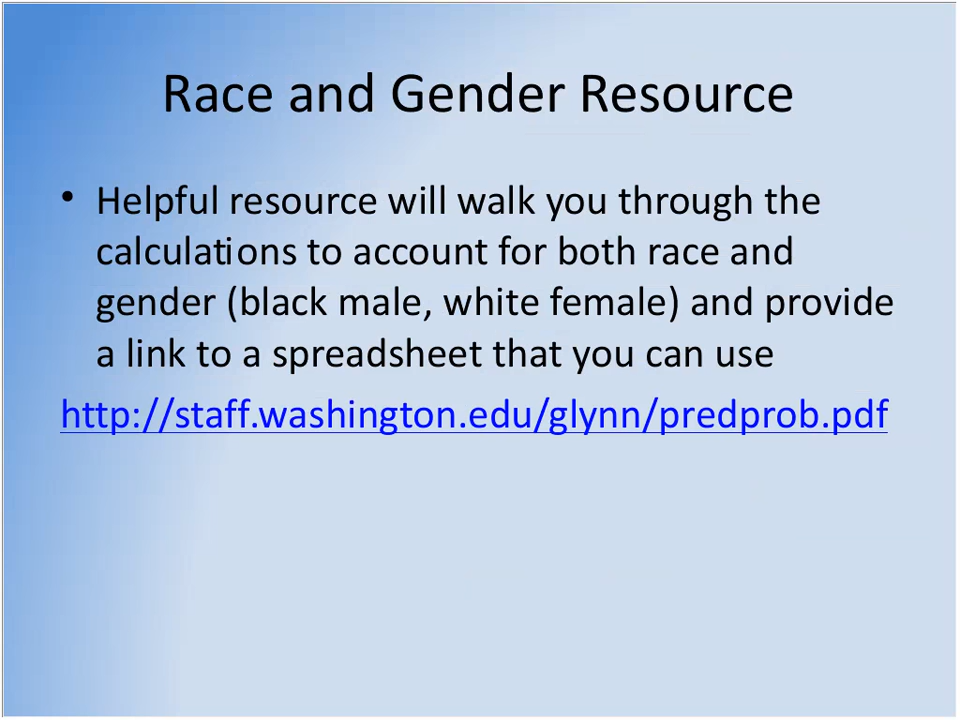 Race and Gender Resource
• Helpful resource will walk you through the
calculations to account for both race and
gender (black male, white female) and provide
a link to a spreadsheet that you can use
http://staff.washington.edu/glynn/predprob.pdf